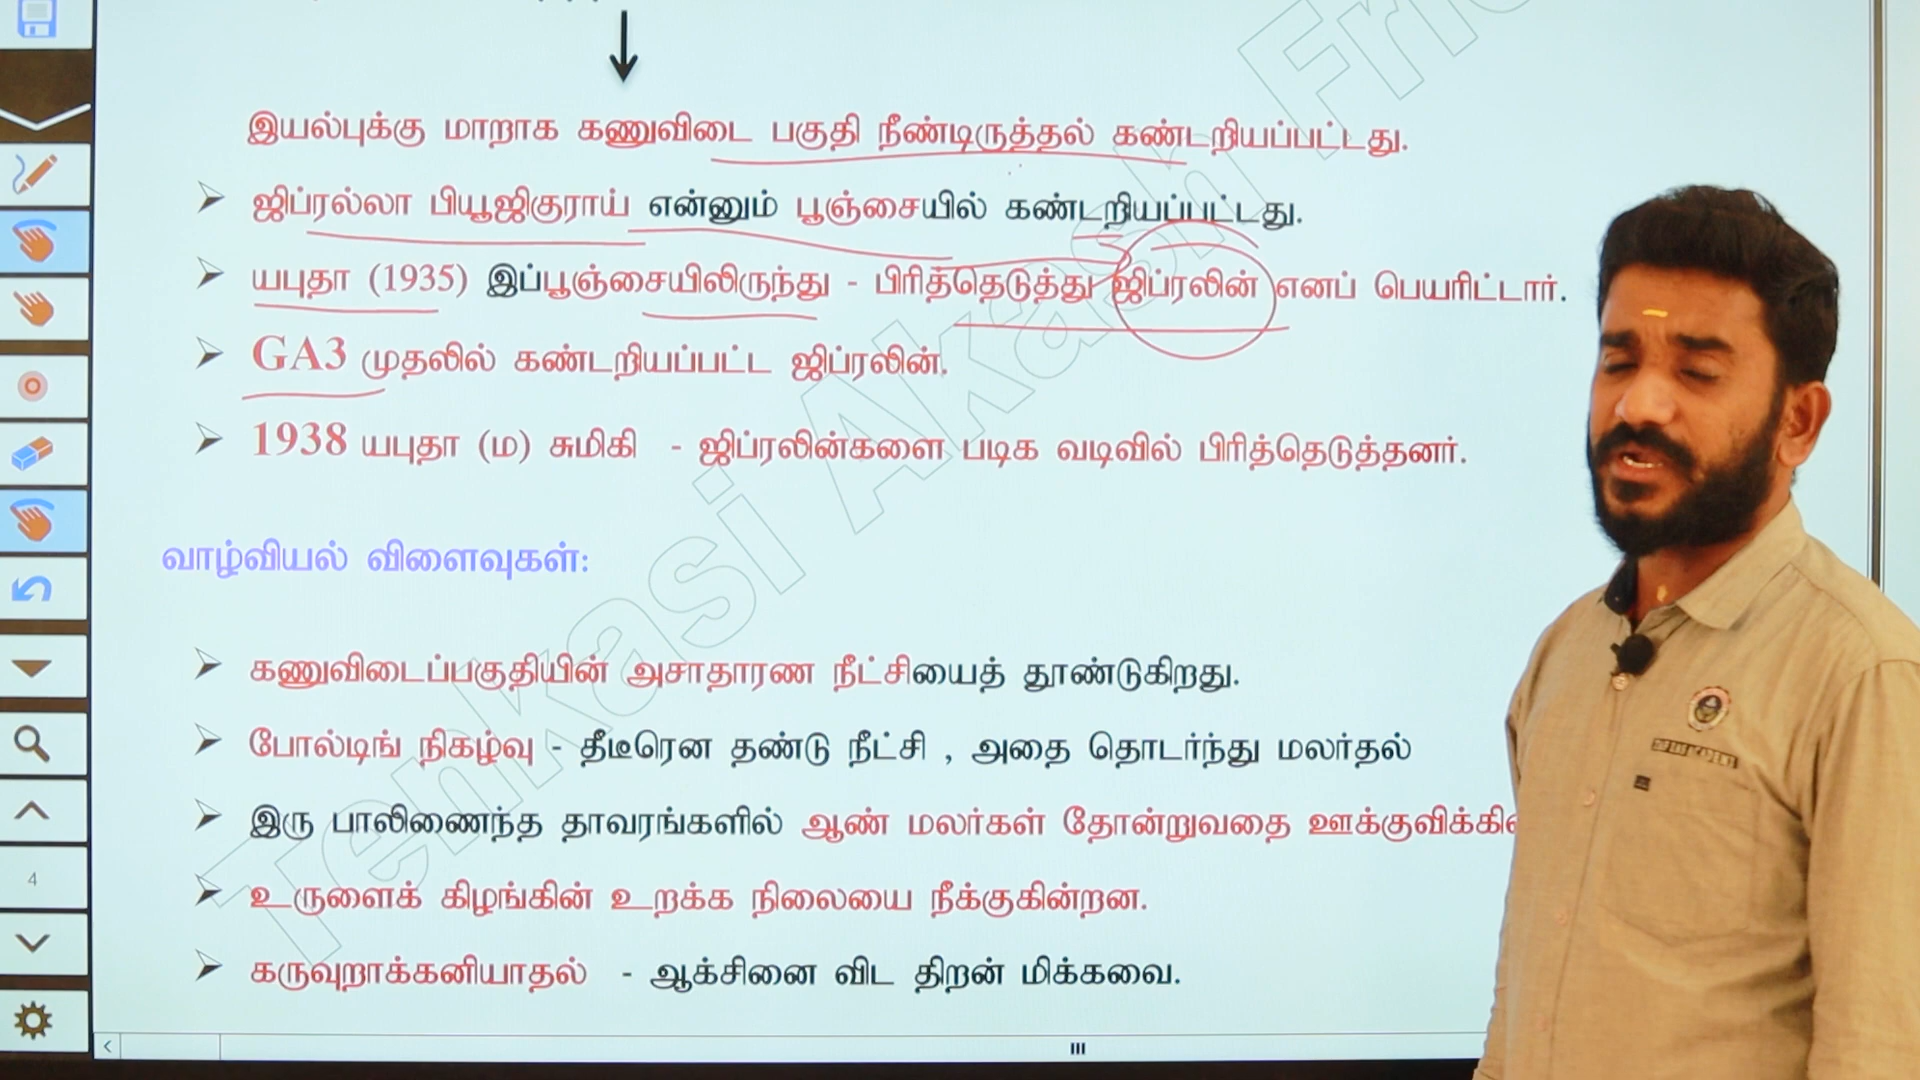 இயல்புக்கு மாறாக கணுவிடை பகுதி நீண்டிருத்தல் கண்டறியப்பட்டது.
ஜிப்ரல்லா பியூஜிகுராய் என்னும் பூஞ்சையில் கண்டறியப்பட்டது.
யபுதா (1935) இப்பூஞ்சையிலிருந்து - பிரித்தெடுத்து ஜிப்ரலின் எனப் பெயரிட்டார்.
GA3 முதலில் கண்டறியப்பட்ட ஜிப்ரலின்.
1938 யபுதா (ம) சுமிகி - ஜிப்ரலின்களை படிக வடிவில் பிரித்தெடுத்தனர்.
வாழ்வியல் விளைவுகள்:
கணுவிடைப்பகுதியின் அசாதாரண நீட்சியைத் தூண்டுகிறது.
போல்டிங் நிகழ்வு - தீடீரென தண்டு நீட்சி , அதை தொடர்ந்து மலர்தல்
இரு பாலிணைந்த தாவரங்களில் ஆண் மலர்கள் தோன்றுவதை
உருளைக் கிழங்கின் உறக்க நிலையை நீக்குகின்றன.
கருவுறாக்கனியாதல் - ஆக்சினை விட திறன் மிக்கவை.
Tenkasi Akash
4